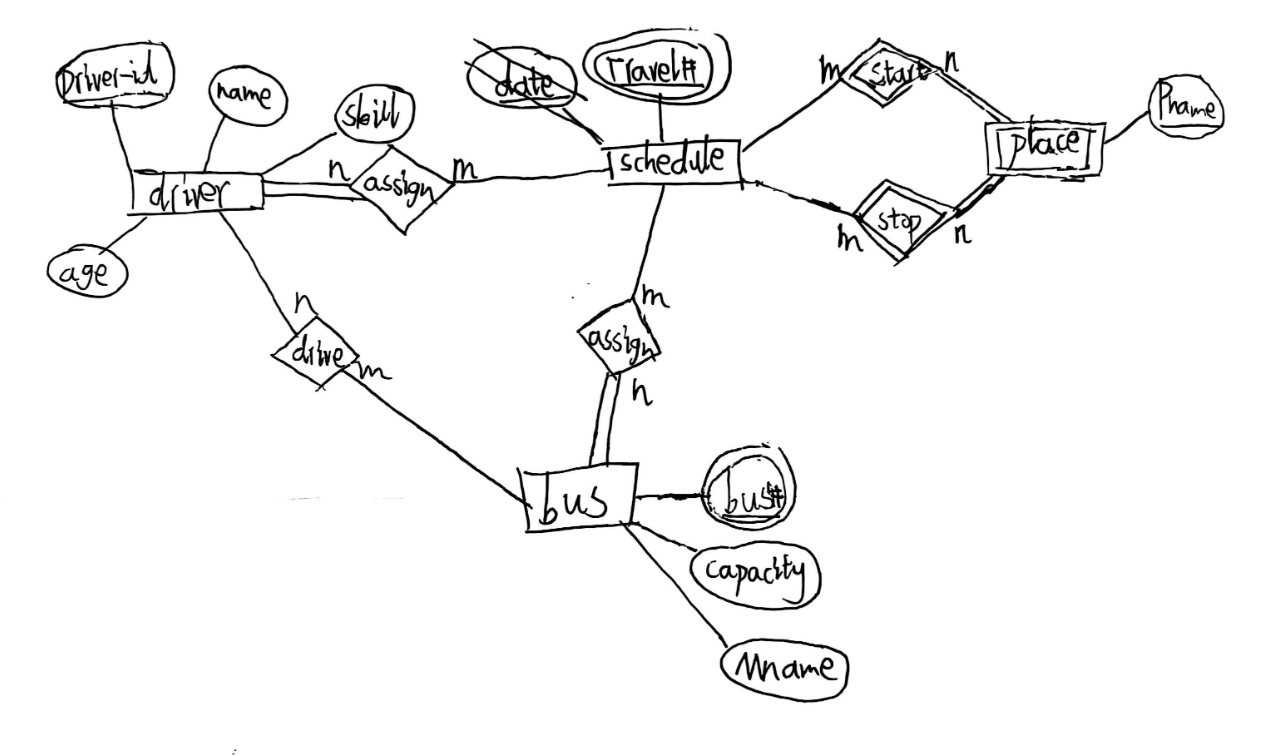 Driver-id
name
skill
date
Travel#
m
start
n
Pname
driver
n
assign
m
schedule
place
age
m
stop
n
n
drive
m
m
assign
n
bus
bus#
capacity
Mname